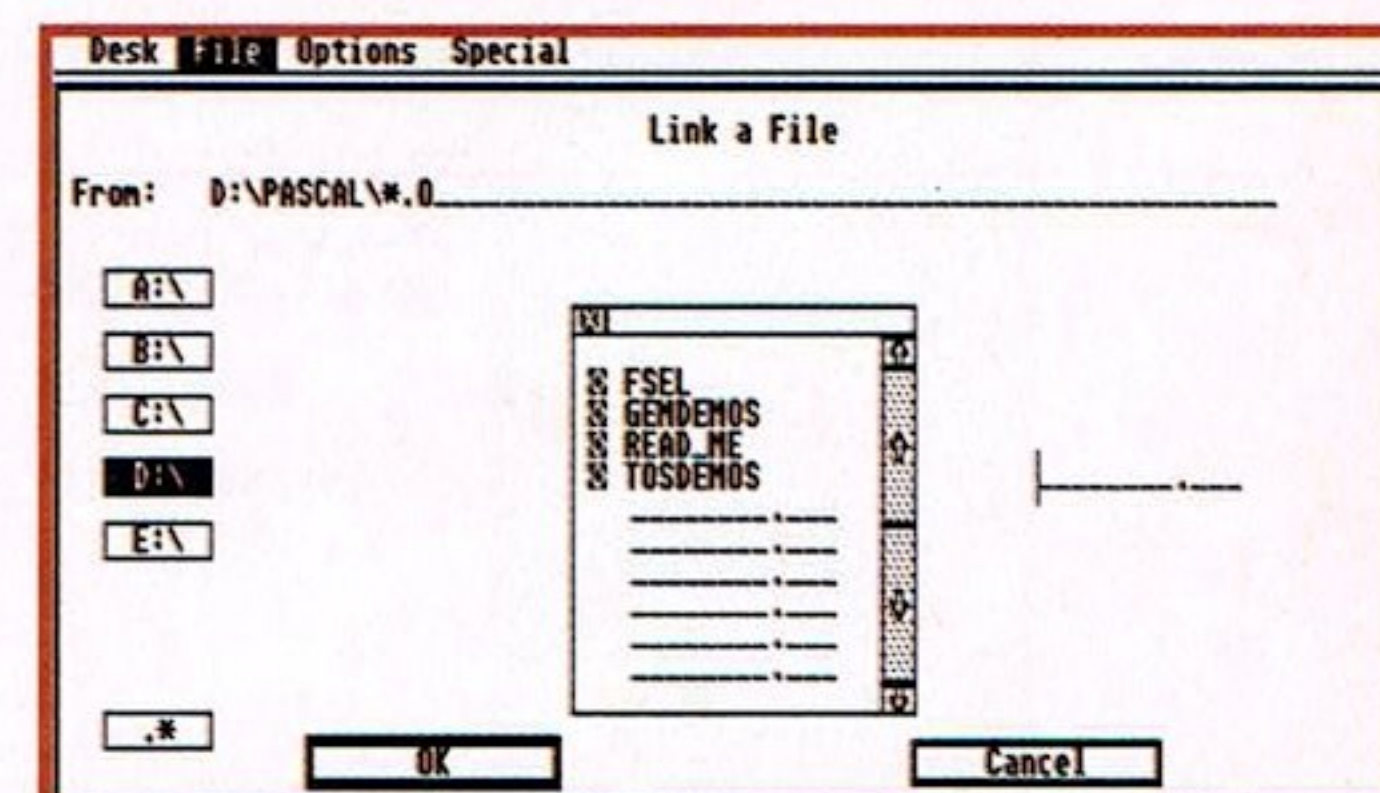 Desk File Options Special
Link a File
From: D:\PASCAL\*.O
A:\
B:\
C:\
D:\
E:\
.*
FSEL
GEMDEMOS
READ_ME
TOSDEMOS
OK
Cancel